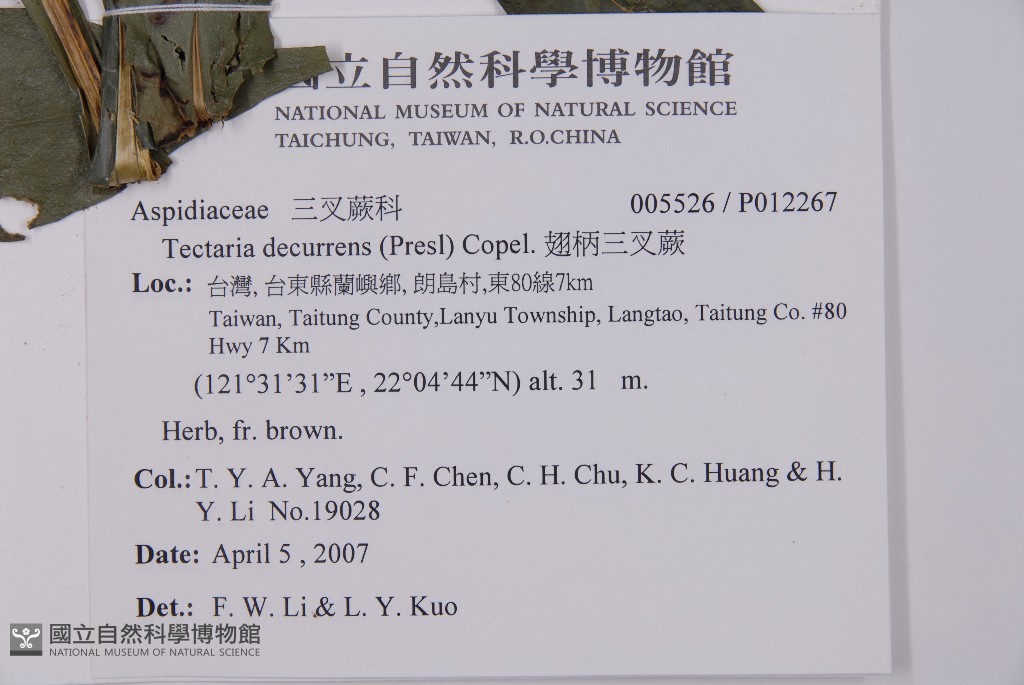 國立自然科學博物館
NATIONAL MUSEUM OF NATURAL SCIENCE
TAICHUNG, TAIWAN, R.O.CHINA
Aspidiaceae 三叉蕨科 005526 / P012267
Tectaria decurrens (Presl) Copel. 翅柄三叉蕨
Loc.: 台灣, 台東縣蘭嶼鄉, 朗島村,東80線7km
Taiwan, Taitung County,Lanyu Township, Langtao, Taitung Co. #80
Hwy 7 Km
(121°31’31”E , 22°04’44”N) alt. 31 m.
Herb, fr. brown.
Col.: T. Y. A. Yang, C. F. Chen, C. H. Chu, K. C. Huang & H.
Y. Li No.19028
Date: April 5 , 2007
Det.: F. W. Li & L. Y. Kuo
國立自然科學博物館
NATIONAL MUSEUM OF NATURAL SCIENCE